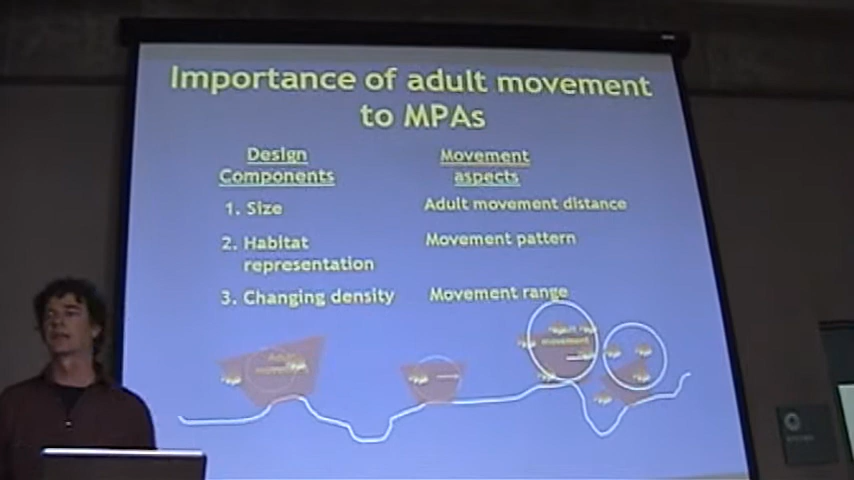 Importance of adult movement
to MPAs
Design
Components
Movement
aspects
1. Size
Adult movement distance
2. Habitat
representation
Movement pattern
3. Changing density
Movement range
movement